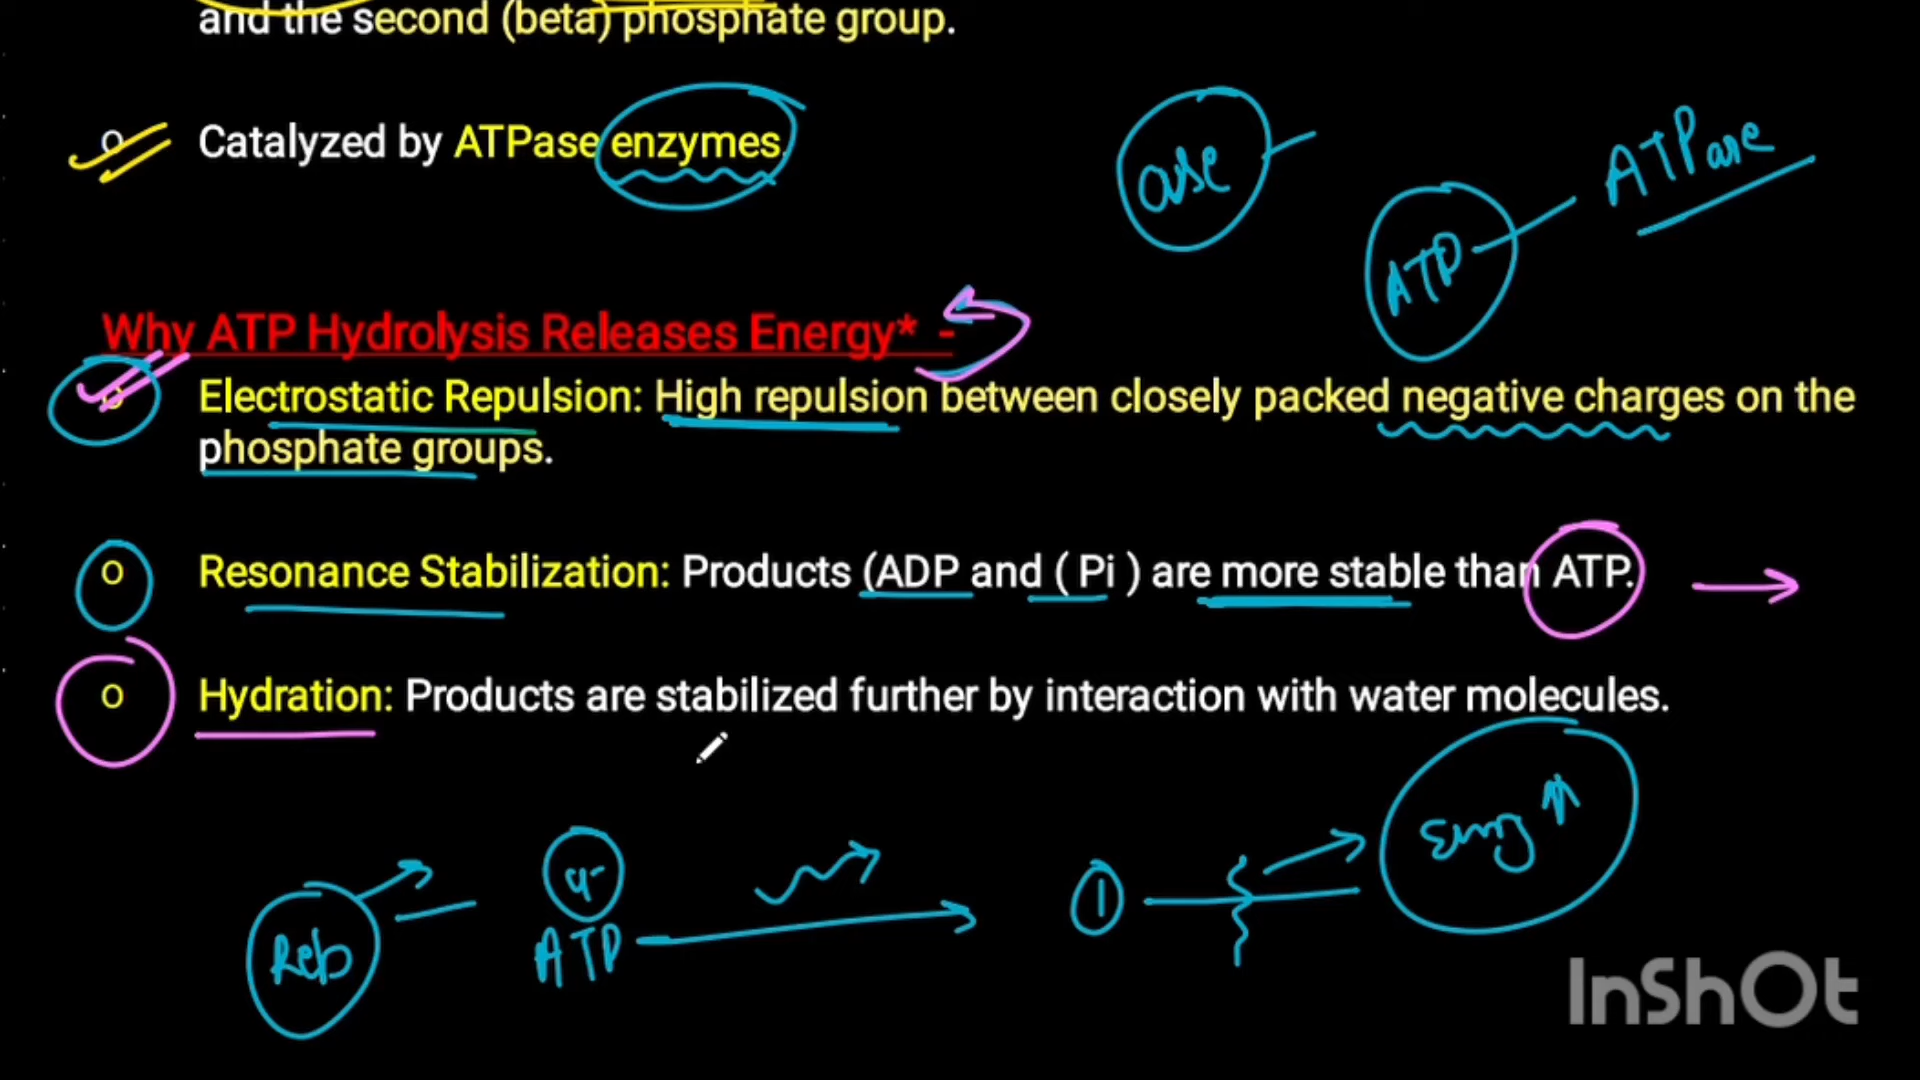 and the second (beta) phosphate group.
o Catalyzed by ATPase enzymes.
ase
ATPase
ATP
Why ATP Hydrolysis Releases Energy* -
o Electrostatic Repulsion: High repulsion between closely packed negative charges on the
phosphate groups.
o Resonance Stabilization: Products (ADP and ( Pi ) are more stable than ATP.
o Hydration: Products are stabilized further by interaction with water molecules.
4-
ATP
1
InShOt